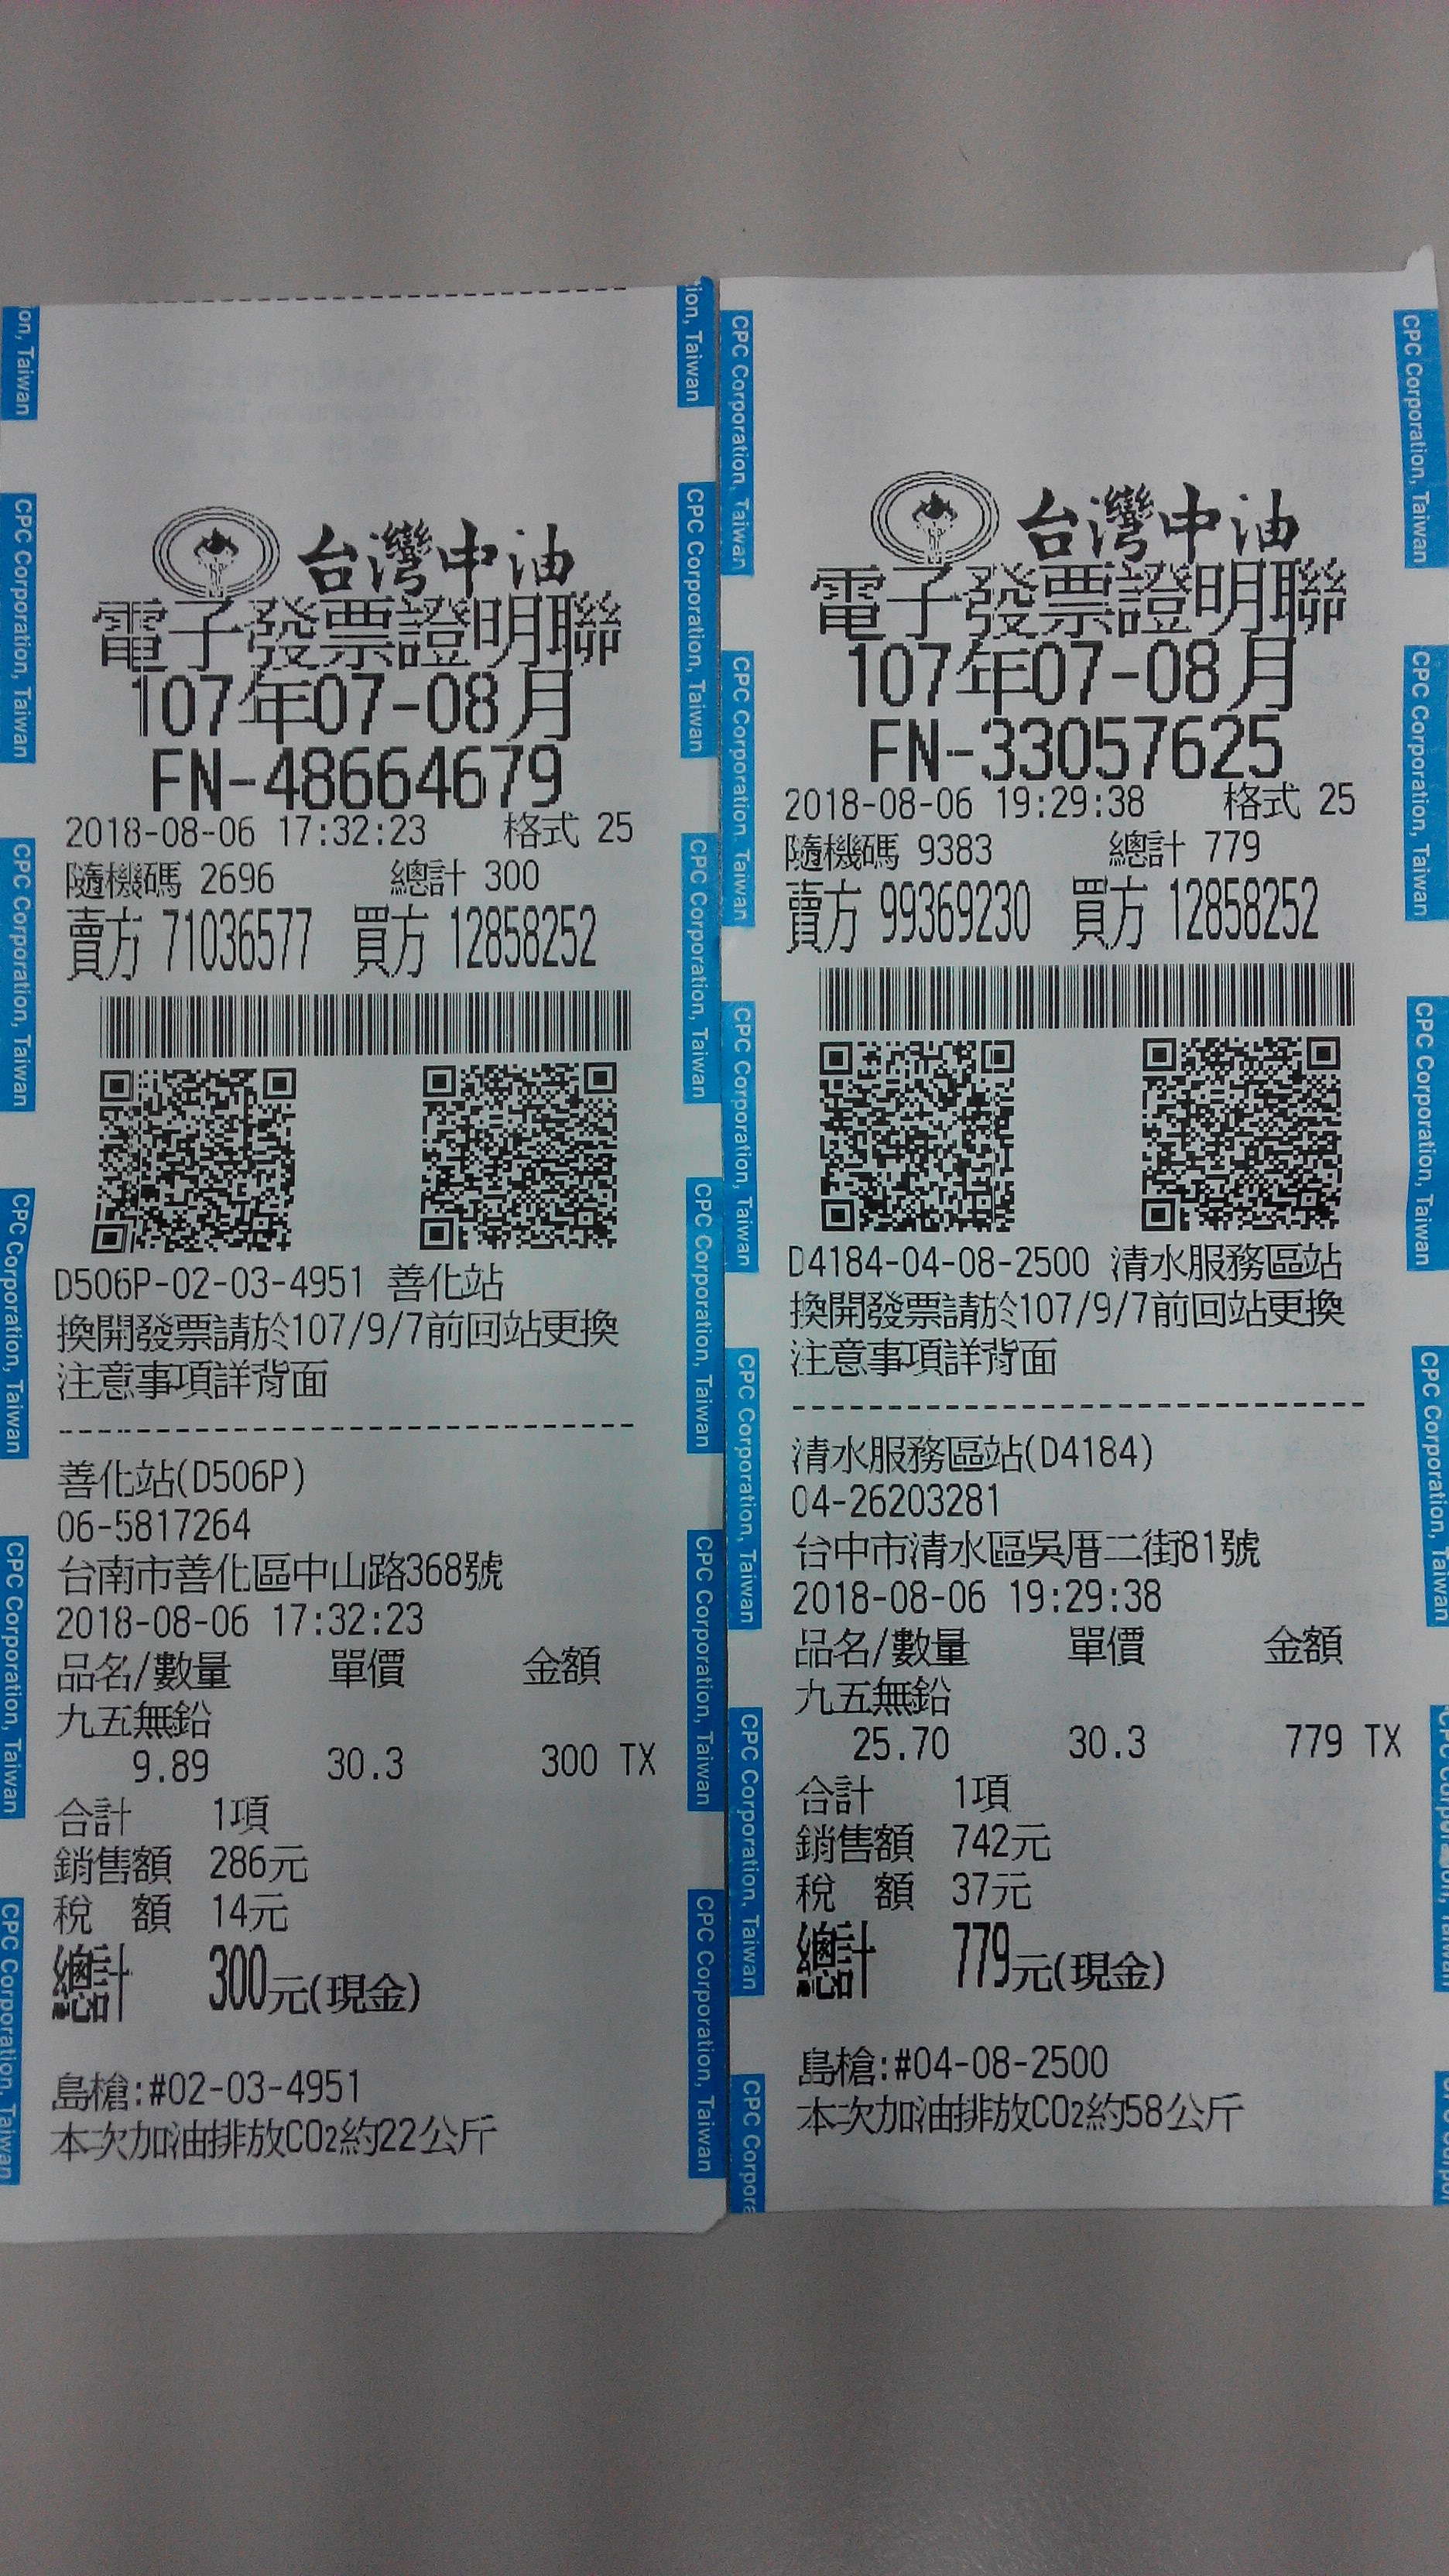 台灣中油
電子發票證明聯
107年07-08月
FN-48664679
2018-08-06 17:32:23 格式 25
隨機碼 2696 總計 300
賣方 71036577 買方 12858252
D506P-02-03-4951 善化站
換開發票請於107/9/7前回站更換
注意事項詳背面
善化站(D506P)
06-5817264
台南市善化區中山路368號
2018-08-06 17:32:23
品名/數量 單價 金額
九五無鉛
9.89 30.3 300 TX
合計 1項
銷售額 286元
稅 額 14元
總計 300元(現金)
島槍:#02-03-4951
本次加油排放CO2約22公斤
台灣中油
電子發票證明聯
107年07-08月
FN-33057625
2018-08-06 19:29:38 格式 25
隨機碼 9383 總計 779
賣方 99369230 買方 12858252
D4184-04-08-2500 清水服務區站
換開發票請於107/9/7前回站更換
注意事項詳背面
清水服務區站(D4184)
04-26203281
台中市清水區吳厝二街81號
2018-08-06 19:29:38
品名/數量 單價 金額
九五無鉛
25.70 30.3 779 TX
合計 1項
銷售額 742元
稅 額 37元
總計 779元(現金)
島槍:#04-08-2500
本次加油排放CO2約58公斤
CPC Corporation, Taiwan